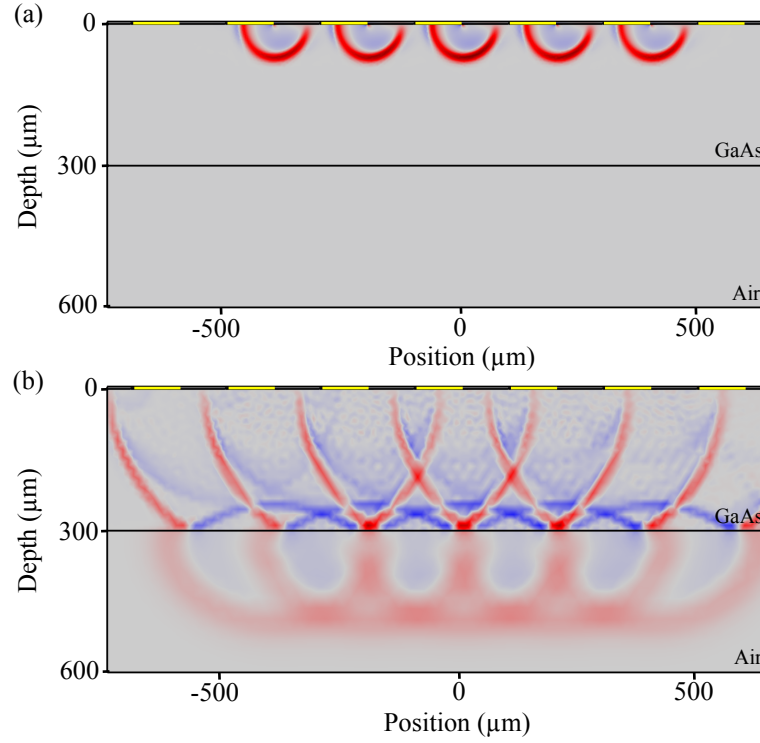 (a)
0
300
600
Depth (µm)
GaAs
Air
-500
0
500
Position (µm)
(b)
0
300
600
Depth (µm)
GaAs
Air
-500
0
500
Position (µm)